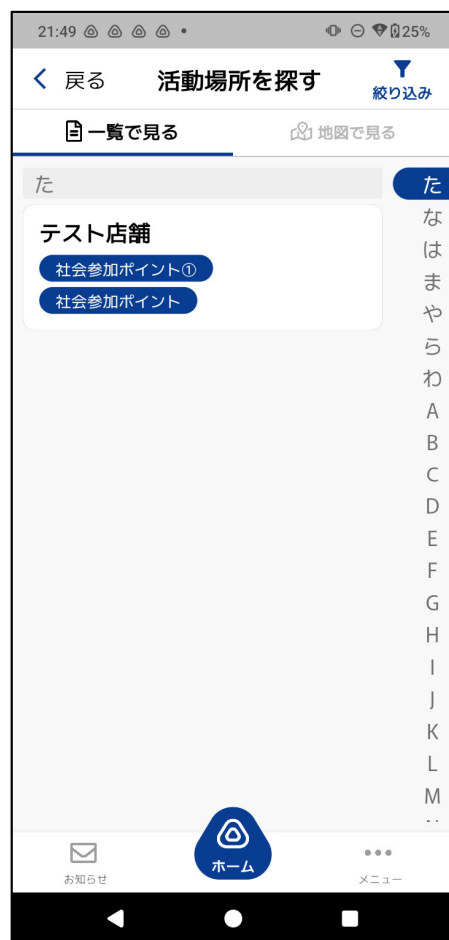 21:49
25%
戻る
活動場所を探す
絞り込み
一覧で見る
地図で見る
た
テスト店舗
社会参加ポイント①
社会参加ポイント
た
な
は
ま
や
ら
わ
A
B
C
D
E
F
G
H
I
J
K
L
M
お知らせ
ホーム
メニュー